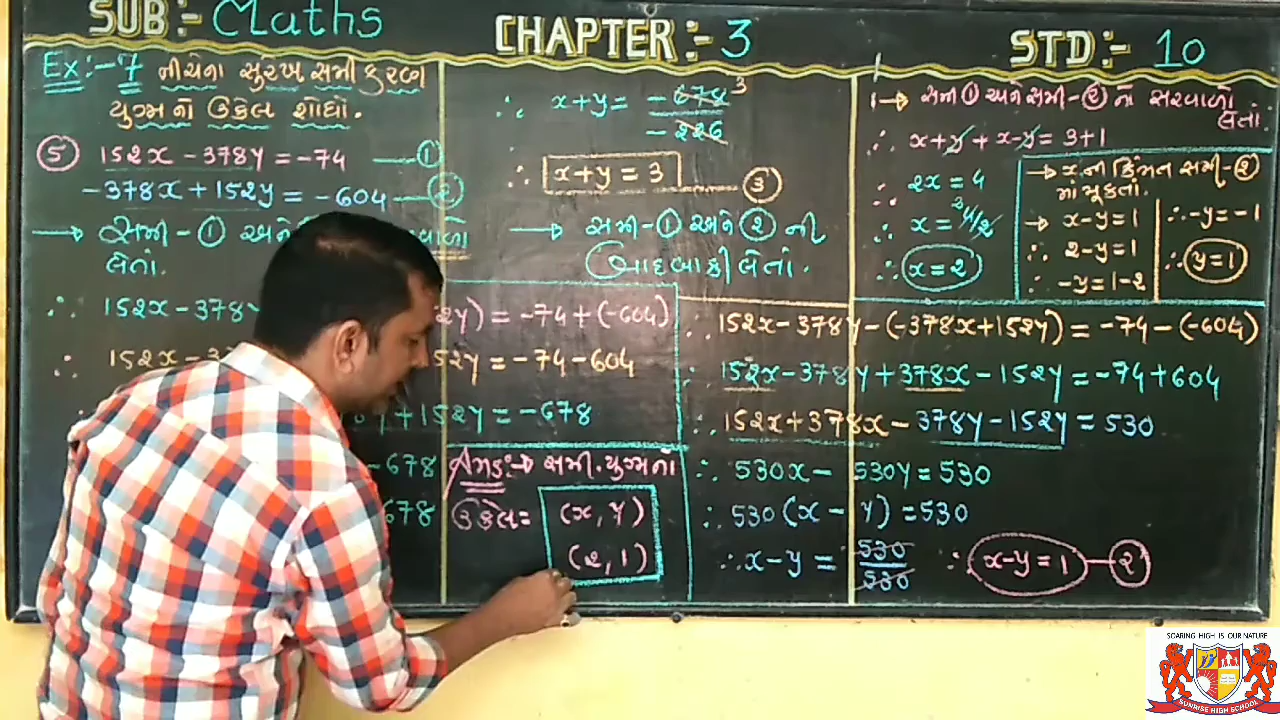 SUB:- Maths
CHAPTER:- 3
STD:- 10
Ex:-7 નીચેના સુરેખ સમીકરણ
યુગ્મનો ઉકેલ શોધો.
⑤ 152x - 378y = -74 —①
-378x + 152y = -604 —②
→ સમી-① અને
લેતાં.
∴ 152x - 378y 2y) = -74 + (-604)
∴ 152x - 52y = -74 - 604
y + 152y = -678
-678
678
∴ x+y = -678 3
-226
∴ x+y = 3 —③
→ સમી-① અને ② ની
બાદબાકી લેતાં.
∴ 152x - 378y - (-378x + 152y) = -74 - (-604)
∴ 152x - 378y + 378x - 152y = -74 + 604
∴ 152x + 378x - 378y - 152y = 530
∴ 530x - 530y = 530
∴ 530(x - y) = 530
∴ x - y = 530 ∴ x-y = 1 —②
530
→ સમી① અને સમી-② નો સરવાળો
લેતાં.
∴ x+y + x-y = 3+1
∴ 2x = 4
∴ x = 4/2 2
∴ x = 2
→ x ની કિંમત સમી-②
માં મૂકતાં.
→ x-y = 1
∴ 2-y = 1
∴ -y = 1-2
∴ -y = -1
∴ y = 1
સમી. યુગ્મનો
ઉકેલ = (x, y)
(2, 1)
SOARING HIGH IS OUR NATURE
SUNRISE HIGH SCHOOL